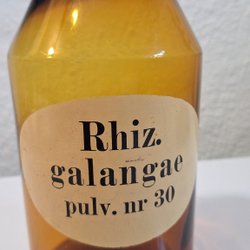 Rhiz.
galangae
pulv. nr 30